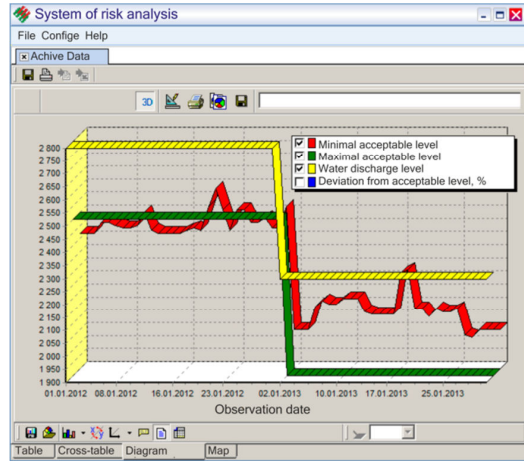 System of risk analysis
File Confige Help
Achive Data
3D
Minimal acceptable level
Maximal acceptable level
Water discharge level
Deviation from acceptable level, %
2 800
2 750
2 700
2 650
2 600
2 550
2 500
2 450
2 400
2 350
2 300
2 250
2 200
2 150
2 100
2 050
2 000
1 950
1 900
01.01.2012 08.01.2012 16.01.2012 23.01.2012 02.01.2013 10.01.2013 17.01.2013 25.01.2013
Observation date
Table Cross-table Diagram Map